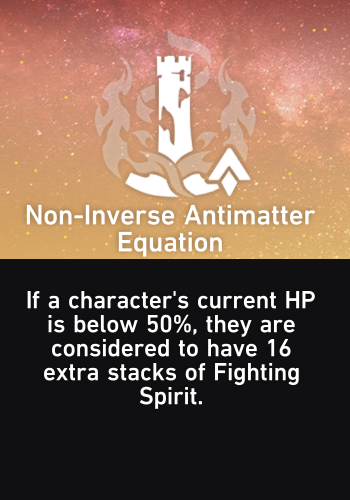 Non-Inverse Antimatter
Equation
If a character's current HP
is below 50%, they are
considered to have 16
extra stacks of Fighting
Spirit.